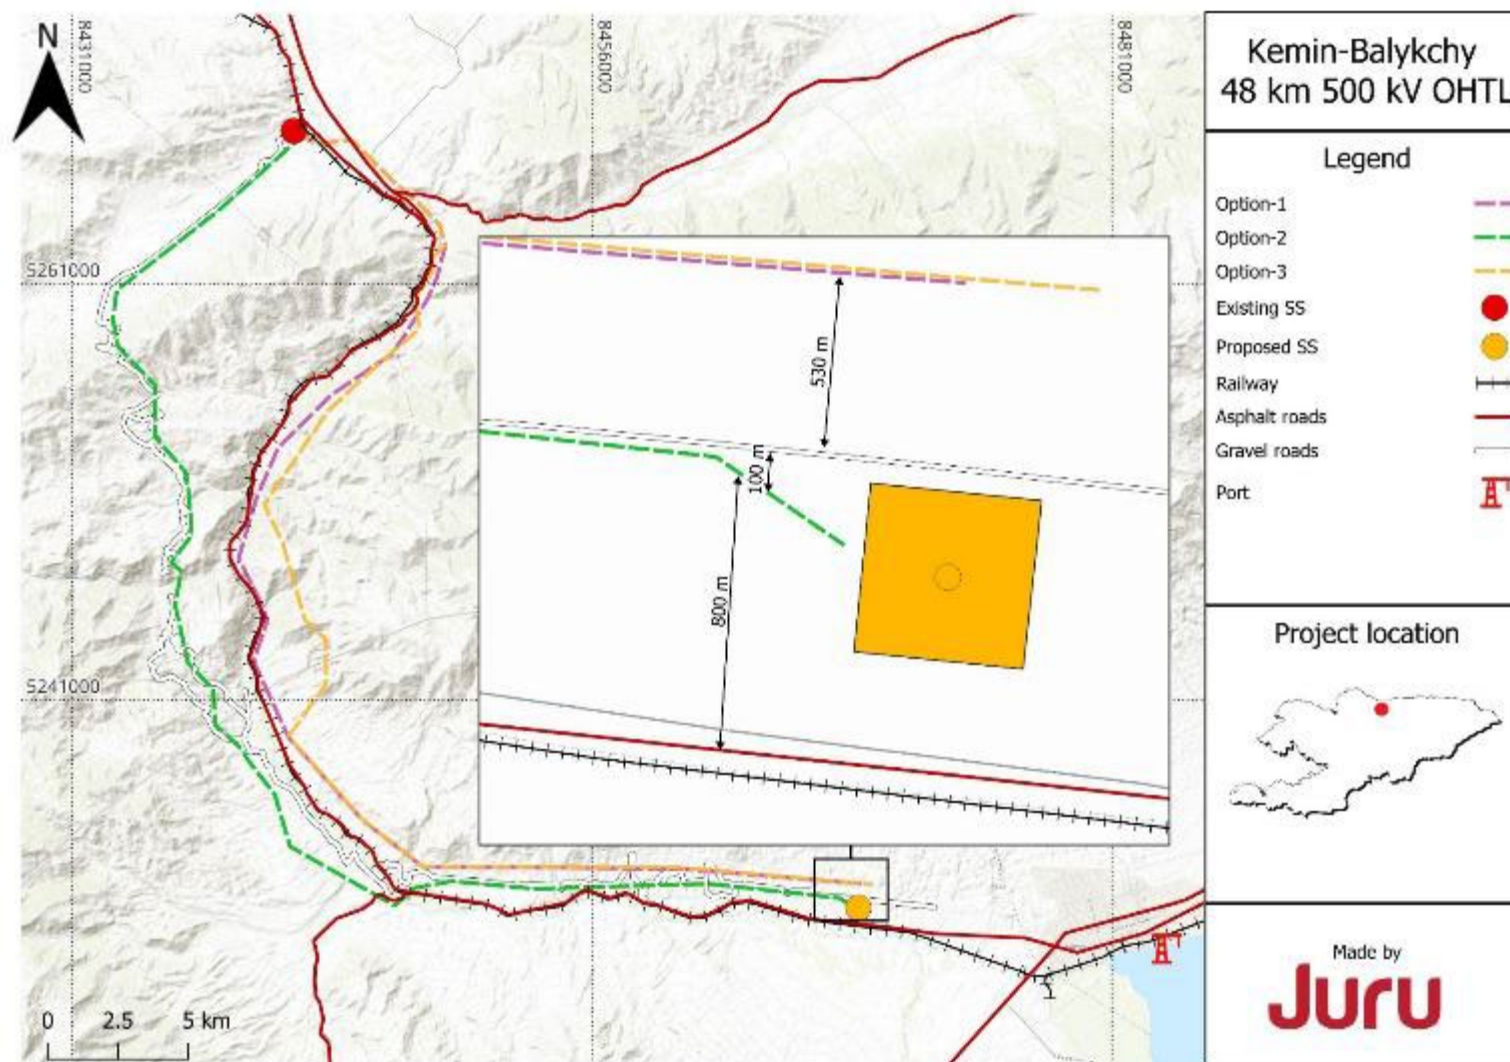 N
8431000
8456000
8481000
5261000
5241000
530 m
100 m
800 m
0 2.5 5 km
Kemin-Balykchy
48 km 500 kV OHTL
Legend
Option-1
Option-2
Option-3
Existing SS
Proposed SS
Railway
Asphalt roads
Gravel roads
Port
Project location
Made by
Juru